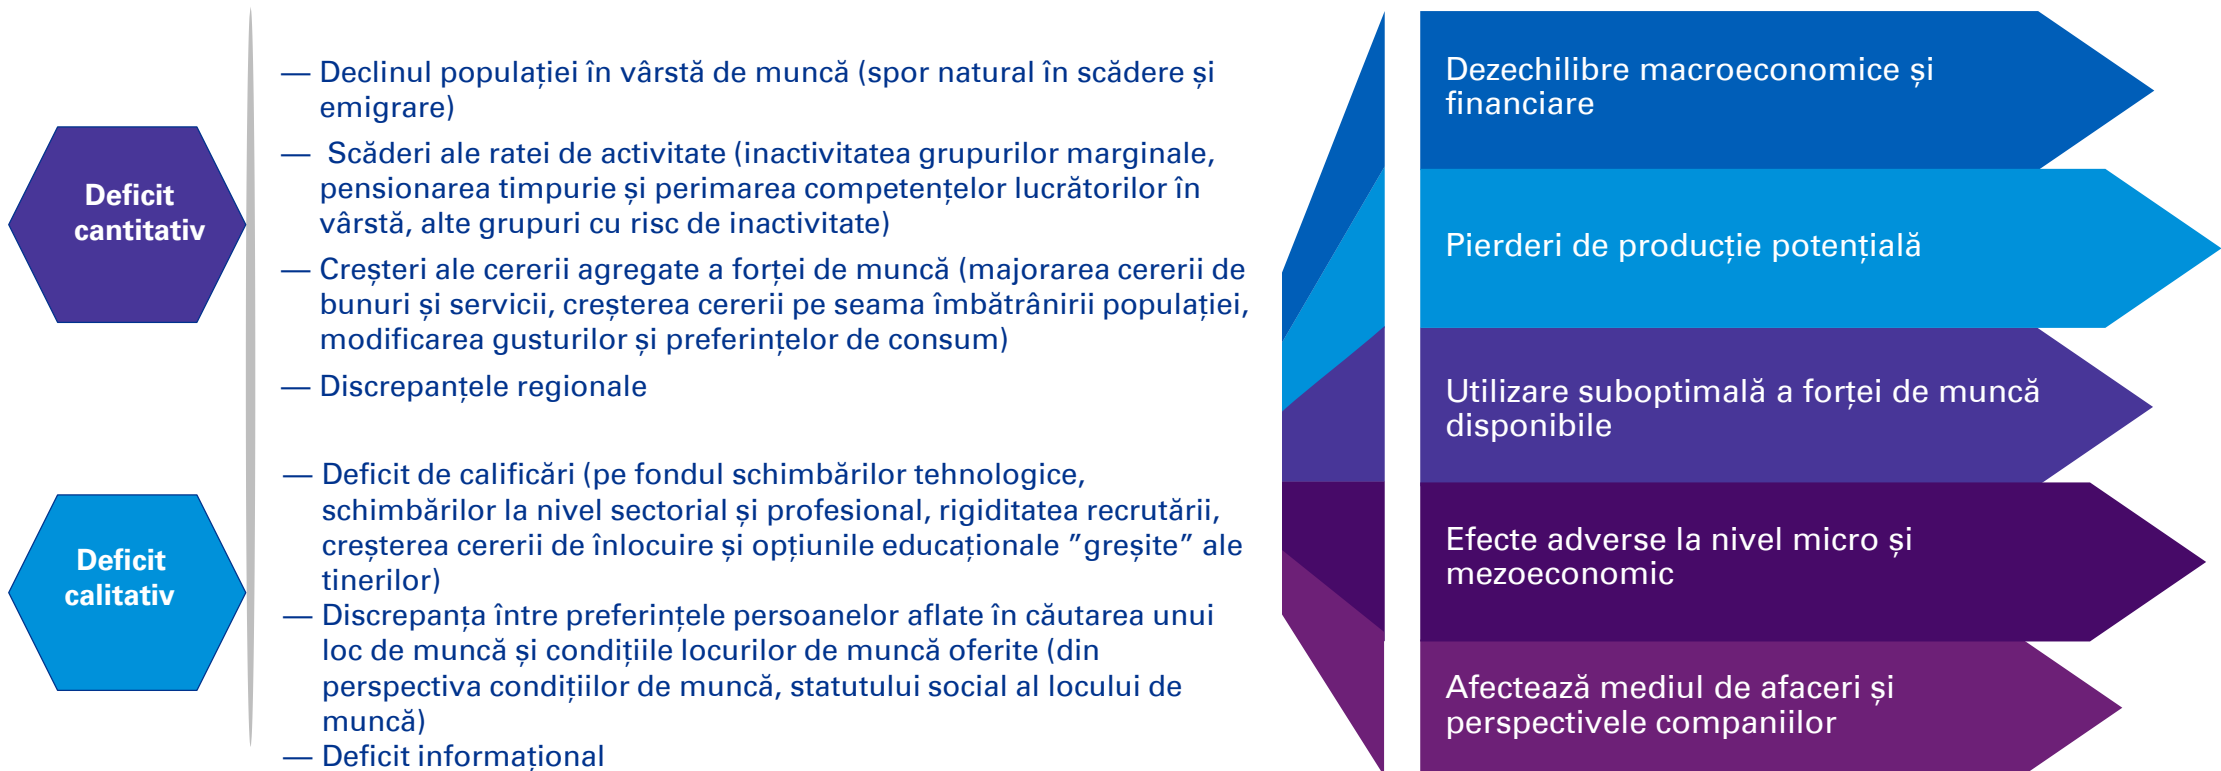 Deficit
cantitativ
— Declinul populației în vârstă de muncă (spor natural în scădere și
emigrare)
— Scăderi ale ratei de activitate (inactivitatea grupurilor marginale,
pensionarea timpurie și perimarea competențelor lucrătorilor în
vârstă, alte grupuri cu risc de inactivitate)
— Creșteri ale cererii agregate a forței de muncă (majorarea cererii de
bunuri și servicii, creșterea cererii pe seama îmbătrânirii populației,
modificarea gusturilor și preferințelor de consum)
— Discrepanțele regionale
Deficit
calitativ
— Deficit de calificări (pe fondul schimbărilor tehnologice,
schimbărilor la nivel sectorial și profesional, rigiditatea recrutării,
creșterea cererii de înlocuire și opțiunile educaționale ”greșite” ale
tinerilor)
— Discrepanța între preferințele persoanelor aflate în căutarea unui
loc de muncă și condițiile locurilor de muncă oferite (din
perspectiva condițiilor de muncă, statutului social al locului de
muncă)
— Deficit informațional
Dezechilibre macroeconomice și
financiare
Pierderi de producție potențială
Utilizare suboptimală a forței de muncă
disponibile
Efecte adverse la nivel micro și
mezoeconomic
Afectează mediul de afaceri și
perspectivele companiilor